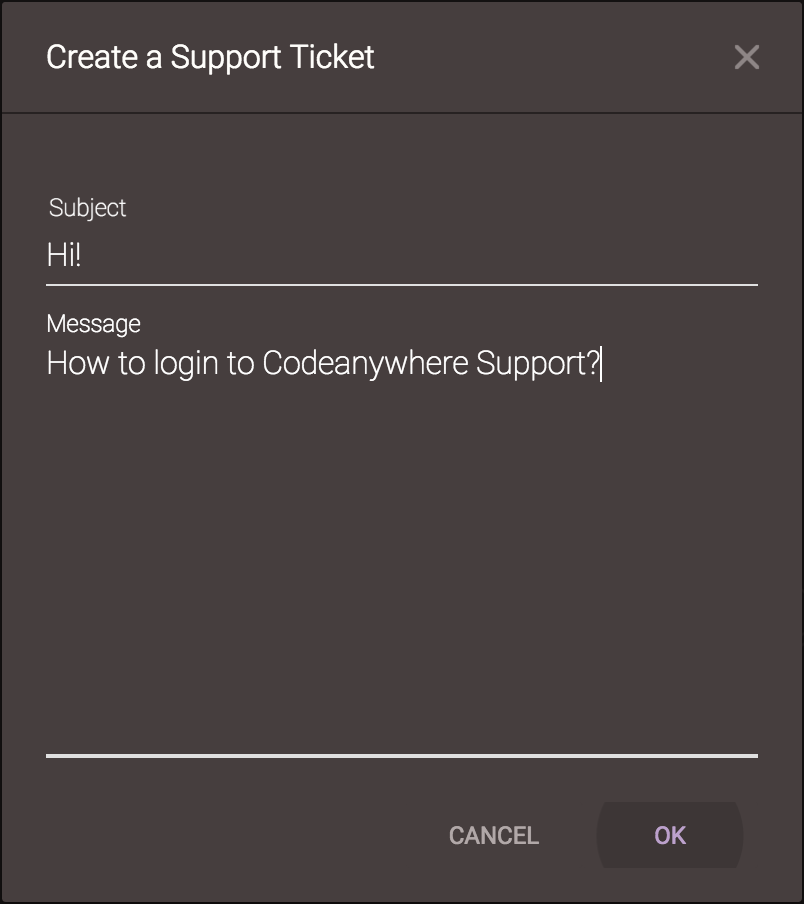 Create a Support Ticket
Subject
Hi!
Message
How to login to Codeanywhere Support?
CANCEL OK